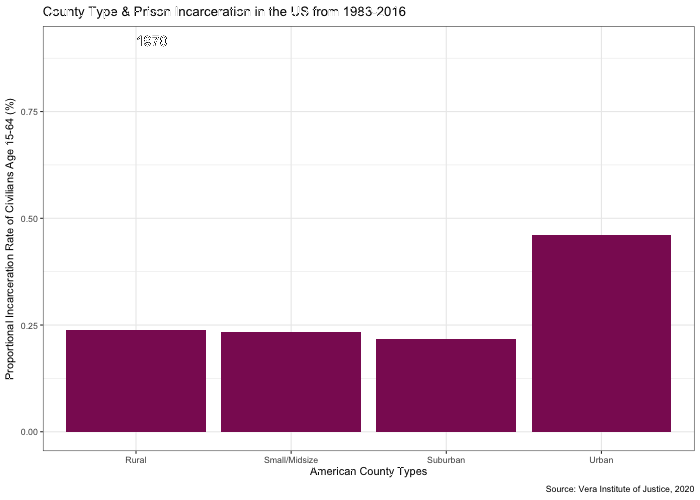 County Type & Prison Incarceration in the US from 1983-2016
Proportional Incarceration Rate of Civilians Age 15-64 (%)
0.75
0.50
0.25
0.00
Rural
Small/Midsize
Suburban
Urban
American County Types
Source: Vera Institute of Justice, 2020